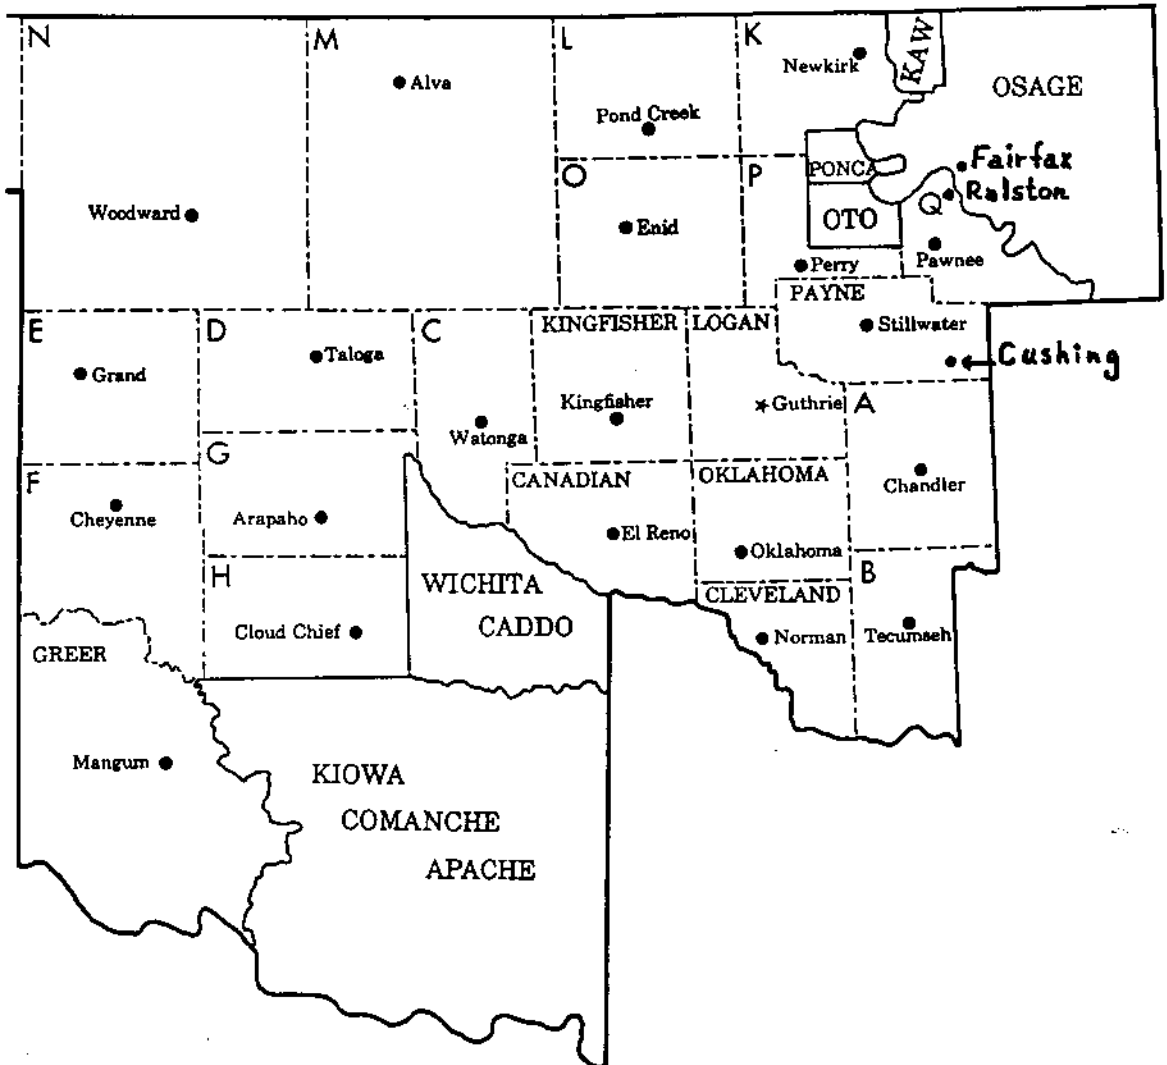 N
M
L
K
Newkirk
KAW
OSAGE
Alva
Pond Creek
O
P
PONCA
Fairfax
Ralston
Woodward
Enid
OTO
Q
Perry
Pawnee
PAYNE
E
D
C
KINGFISHER
LOGAN
Stillwater
Grand
Taloga
Cushing
Kingfisher
Guthrie
A
Watonga
G
F
CANADIAN
OKLAHOMA
Chandler
Cheyenne
Arapaho
El Reno
Oklahoma
H
WICHITA
CADDO
CLEVELAND
B
Cloud Chief
Norman
Tecumseh
GREER
Mangum
KIOWA
COMANCHE
APACHE